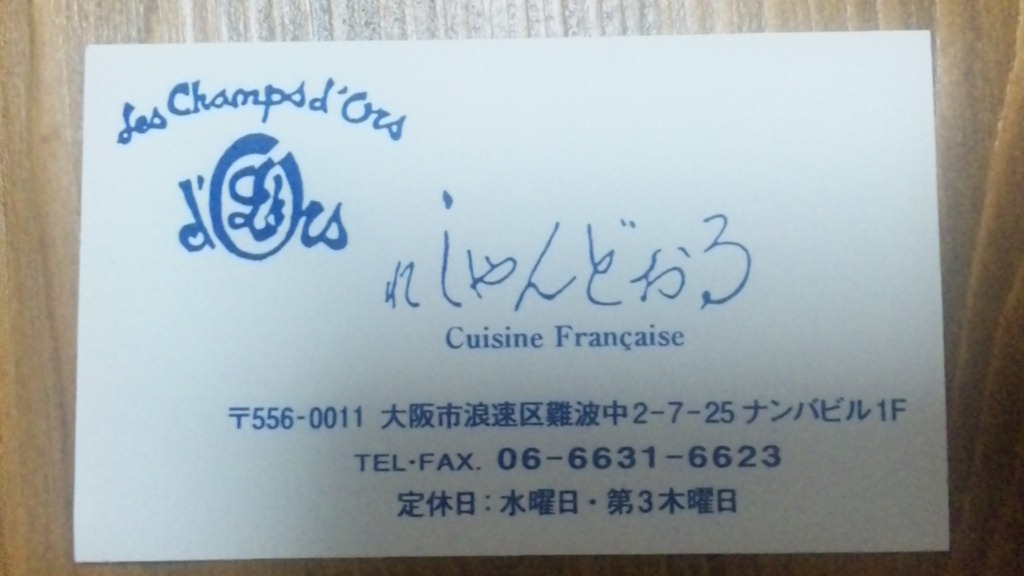 Les Champs d'Ors
d'Ors
れ しゃんどおる
Cuisine Française
〒556-0011 大阪市浪速区難波中2-7-25ナンバビル1F
TEL・FAX. 06-6631-6623
定休日：水曜日・第3木曜日